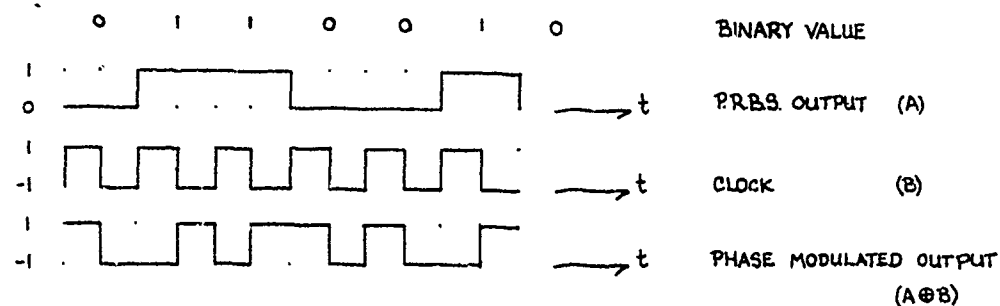 0 1 1 0 0 1 0 BINARY VALUE
1
0 t P.R.B.S. OUTPUT (A)
1
-1 t CLOCK (B)
1
-1 t PHASE MODULATED OUTPUT
(A⊕B)